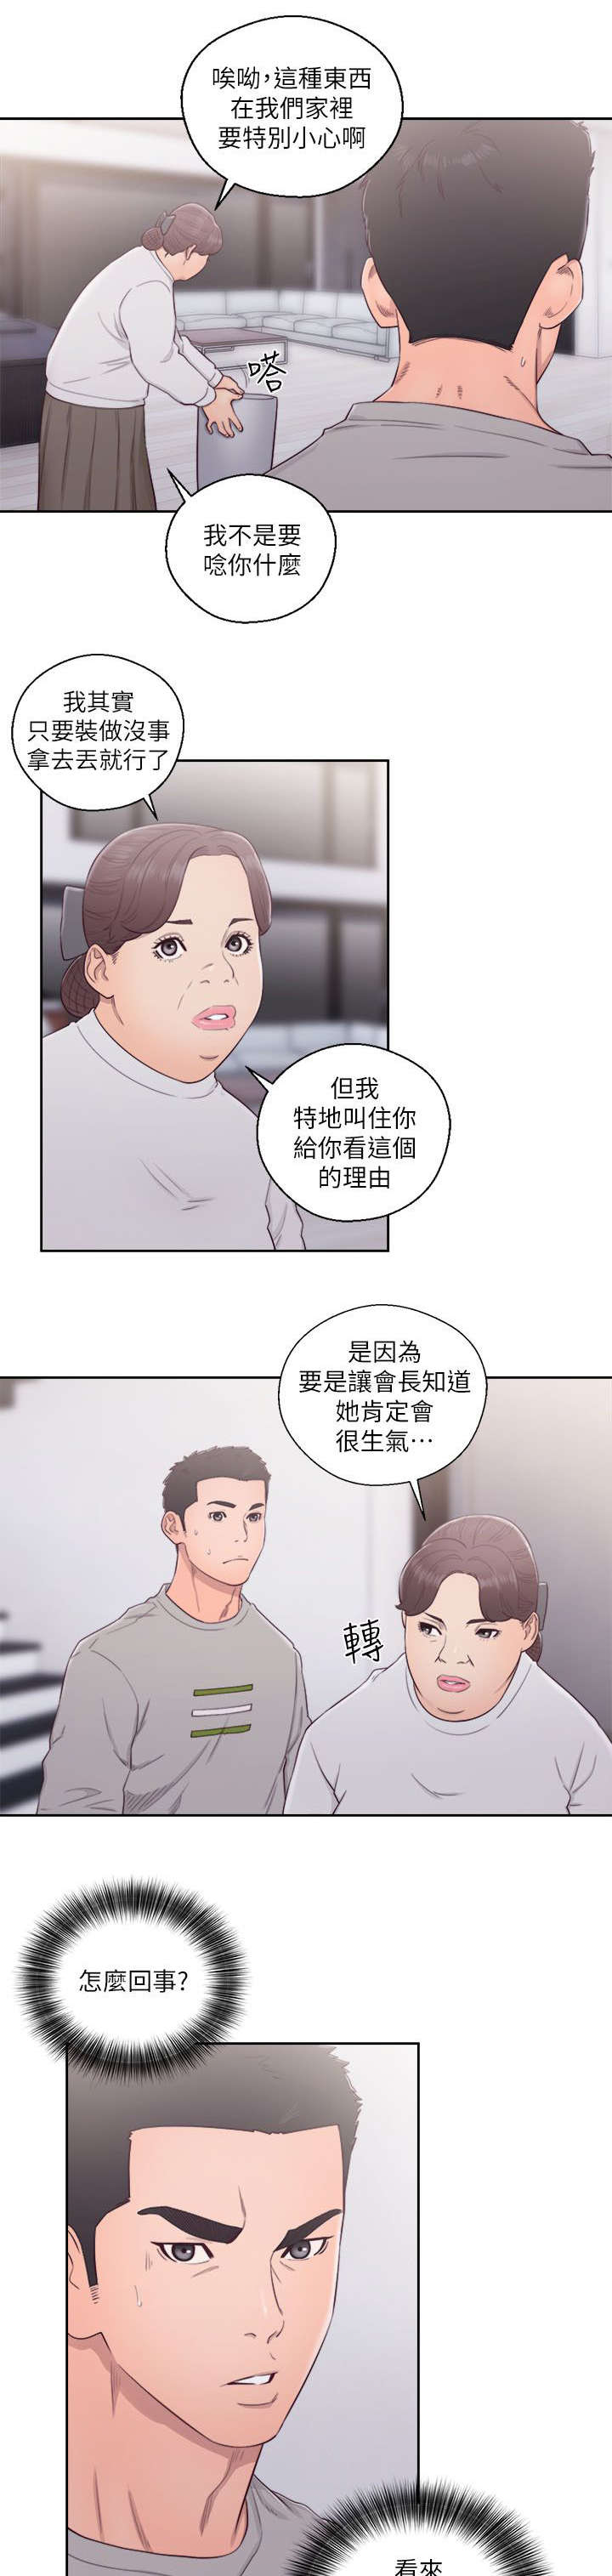 唉呦，這種東西
在我們家裡
要特別小心啊
嗒
我不是要
唸你什麼
我其實
只要裝做沒事
拿去丟就行了
但我
特地叫住你
給你看這個
的理由
是因為
要是讓會長知道
她肯定會
很生氣…
轉
怎麼回事?
看來